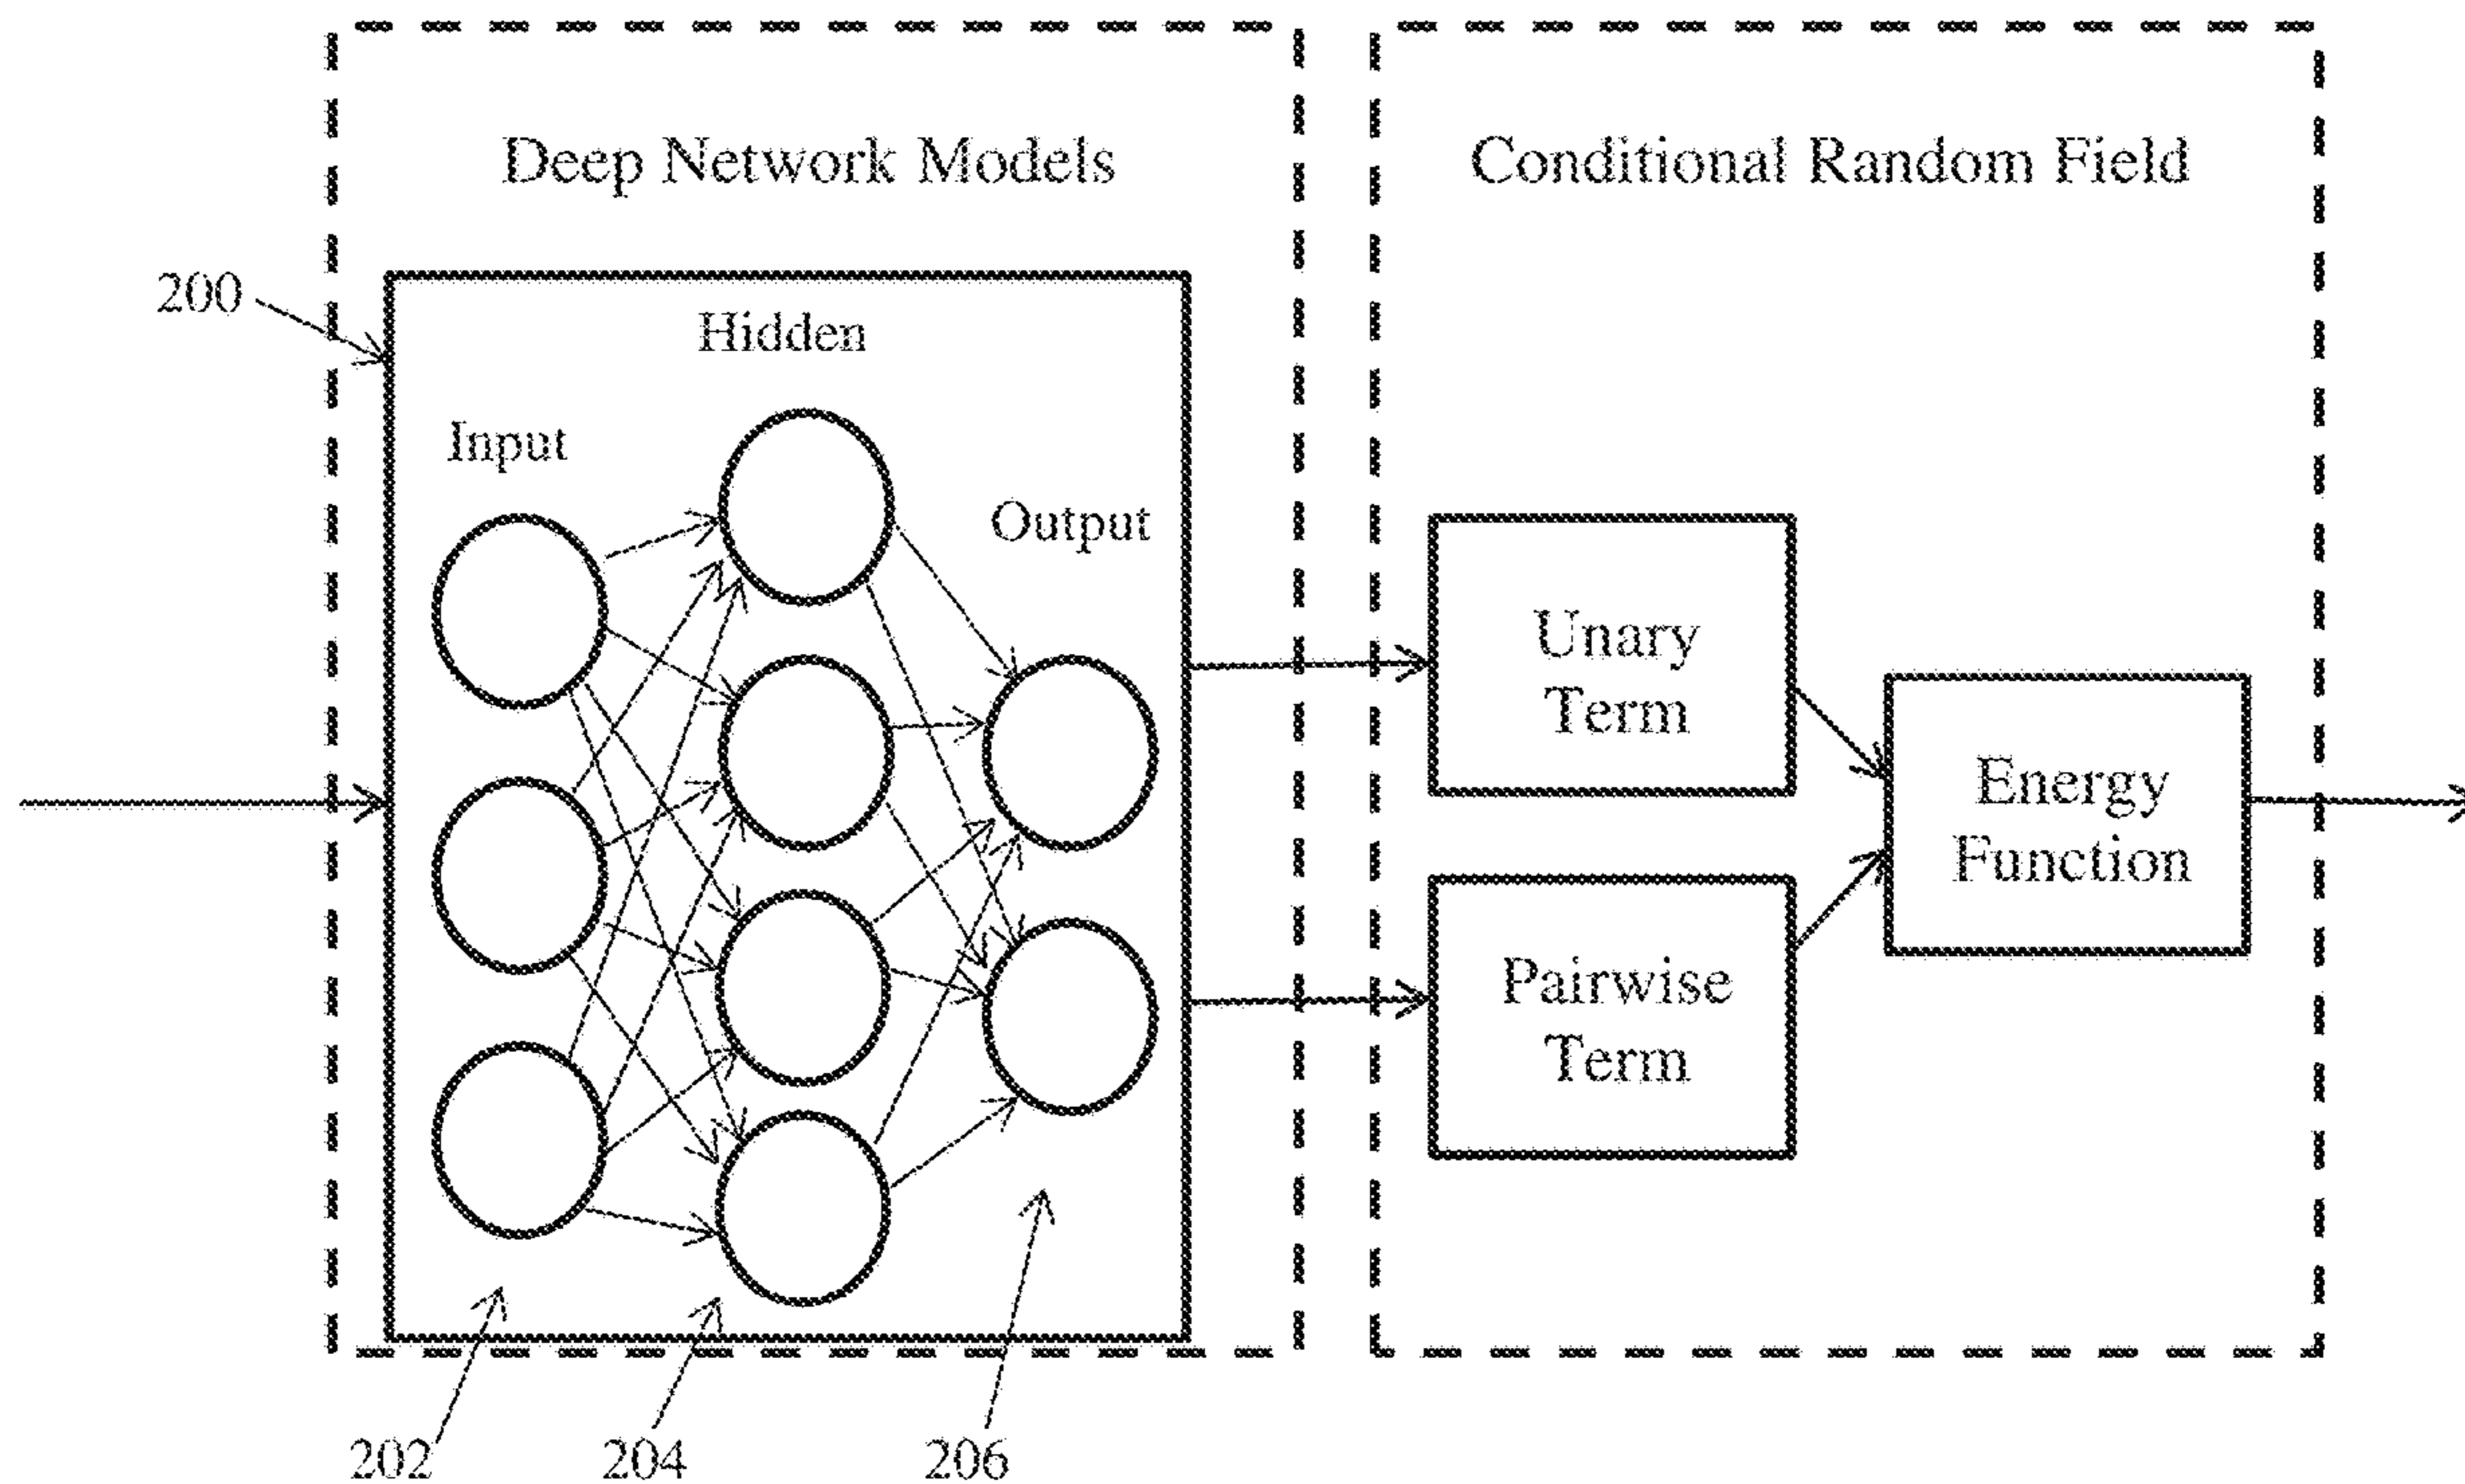 Deep Network Models
Conditional Random Field
200
Hidden
Input
Output
Unary
Term
Energy
Function
Pairwise
Term
202
204
206